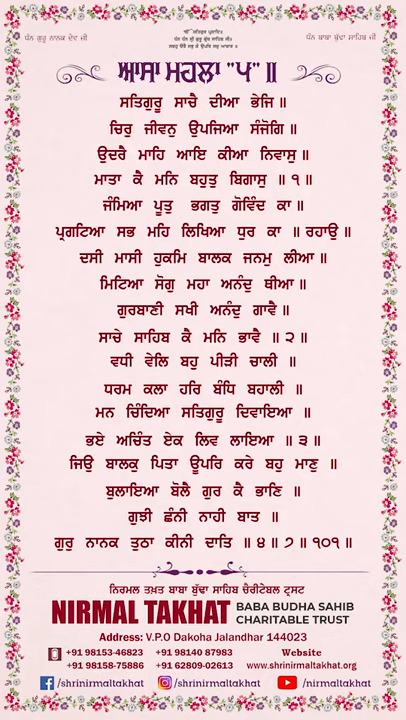 ੴ ਸਤਿਗੁਰ ਪ੍ਰਸਾਦਿ॥
ਧੰਨ ਗੁਰੂ ਨਾਨਕ ਦੇਵ ਜੀ
ਧੰਨ ਬਾਬਾ ਬੁੱਢਾ ਸਾਹਿਬ ਜੀ
ਆਸਾ ਮਹਲਾ "੫" ॥
ਸਤਿਗੁਰੂ ਸਾਚੈ ਦੀਆ ਭੇਜਿ ॥
ਚਿਰੁ ਜੀਵਨੁ ਉਪਜਿਆ ਸੰਜੋਗਿ ॥
ਉਦਰੈ ਮਾਹਿ ਆਇ ਕੀਆ ਨਿਵਾਸੁ ॥
ਮਾਤਾ ਕੈ ਮਨਿ ਬਹੁਤੁ ਬਿਗਾਸੁ ॥ ੧ ॥
ਜੰਮਿਆ ਪੂਤੁ ਭਗਤੁ ਗੋਵਿੰਦ ਕਾ ॥
ਪ੍ਰਗਟਿਆ ਸਭ ਮਹਿ ਲਿਖਿਆ ਧੁਰ ਕਾ ॥ ਰਹਾਉ ॥
ਦਸੀ ਮਾਸੀ ਹੁਕਮਿ ਬਾਲਕ ਜਨਮੁ ਲੀਆ ॥
ਮਿਟਿਆ ਸੋਗੁ ਮਹਾ ਅਨੰਦੁ ਥੀਆ ॥
ਗੁਰਬਾਣੀ ਸਖੀ ਅਨੰਦੁ ਗਾਵੈ ॥
ਸਾਚੇ ਸਾਹਿਬ ਕੈ ਮਨਿ ਭਾਵੈ ॥ ੨ ॥
ਵਧੀ ਵੇਲਿ ਬਹੁ ਪੀੜੀ ਚਾਲੀ ॥
ਧਰਮ ਕਲਾ ਹਰਿ ਬੰਧਿ ਬਹਾਲੀ ॥
ਮਨ ਚਿੰਦਿਆ ਸਤਿਗੁਰੂ ਦਿਵਾਇਆ ॥
ਭਏ ਅਚਿੰਤ ਏਕ ਲਿਵ ਲਾਇਆ ॥ ੩ ॥
ਜਿਉ ਬਾਲਕੁ ਪਿਤਾ ਊਪਰਿ ਕਰੇ ਬਹੁ ਮਾਣੁ ॥
ਬੁਲਾਇਆ ਬੋਲੈ ਗੁਰ ਕੈ ਭਾਣਿ ॥
ਗੁਝੀ ਛੰਨੀ ਨਾਹੀ ਬਾਤ ॥
ਗੁਰੁ ਨਾਨਕ ਤੁਠਾ ਕੀਨੀ ਦਾਤਿ ॥ ੪ ॥ ੭ ॥ ੧੦੧ ॥
ਨਿਰਮਲ ਤਖ਼ਤ ਬਾਬਾ ਬੁੱਢਾ ਸਾਹਿਬ ਚੈਰੀਟੇਬਲ ਟ੍ਰਸਟ
NIRMAL TAKHAT BABA BUDHA SAHIB
CHARITABLE TRUST
Address: V.P.O Dakoha Jalandhar 144023
+91 98153-46823 +91 98140 87983 Website
+91 98158-75886 +91 62809-02613 www.shrinirmaltakhat.org
/shrinirmaltakhat /shrinirmaltakhat /nirmaltakhat